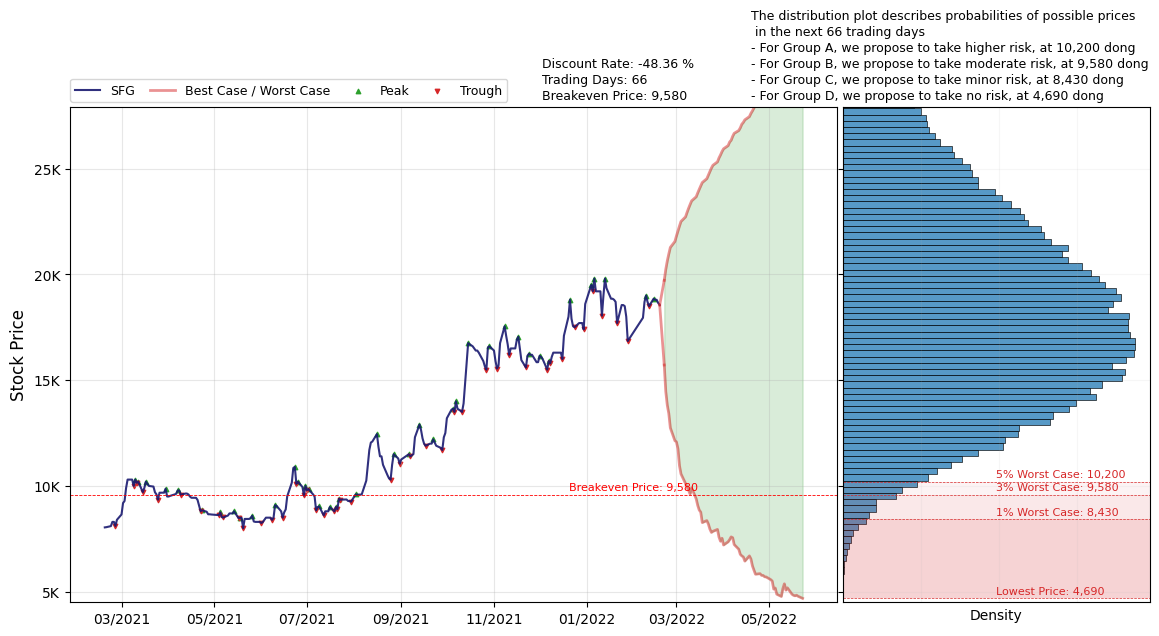 The distribution plot describes probabilities of possible prices
in the next 66 trading days
- For Group A, we propose to take higher risk, at 10,200 dong
- For Group B, we propose to take moderate risk, at 9,580 dong
- For Group C, we propose to take minor risk, at 8,430 dong
- For Group D, we propose to take no risk, at 4,690 dong
Discount Rate: -48.36 %
Trading Days: 66
Breakeven Price: 9,580
SFG
Best Case / Worst Case
Peak
Trough
Stock Price
25K
20K
15K
10K
5K
Breakeven Price: 9,580
5% Worst Case: 10,200
3% Worst Case: 9,580
1% Worst Case: 8,430
Lowest Price: 4,690
03/2021
05/2021
07/2021
09/2021
11/2021
01/2022
03/2022
05/2022
Density